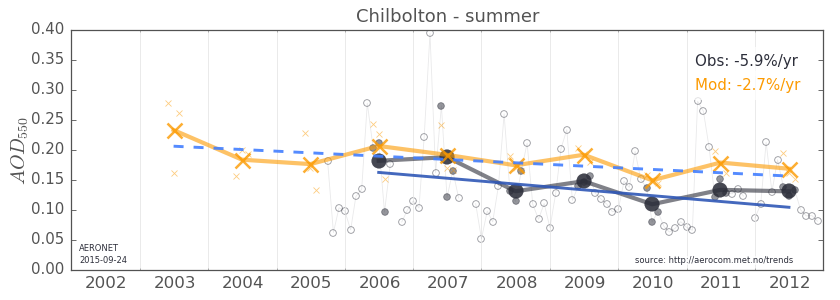 Chilbolton - summer
0.40
0.35
0.30
0.25
0.20
0.15
0.10
0.05
0.00
AOD550
Obs: -5.9%/yr
Mod: -2.7%/yr
AERONET
2015-09-24
source: http://aerocom.met.no/trends
2002 2003 2004 2005 2006 2007 2008 2009 2010 2011 2012